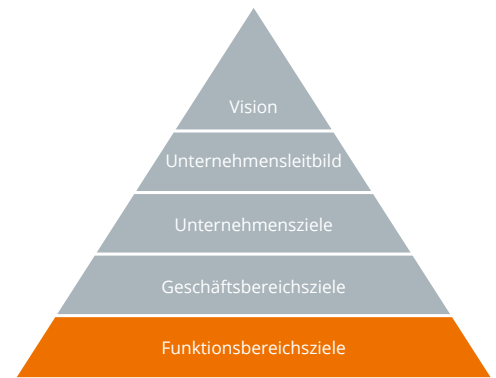 Vision
Unternehmensleitbild
Unternehmensziele
Geschäftsbereichsziele
Funktionsbereichsziele